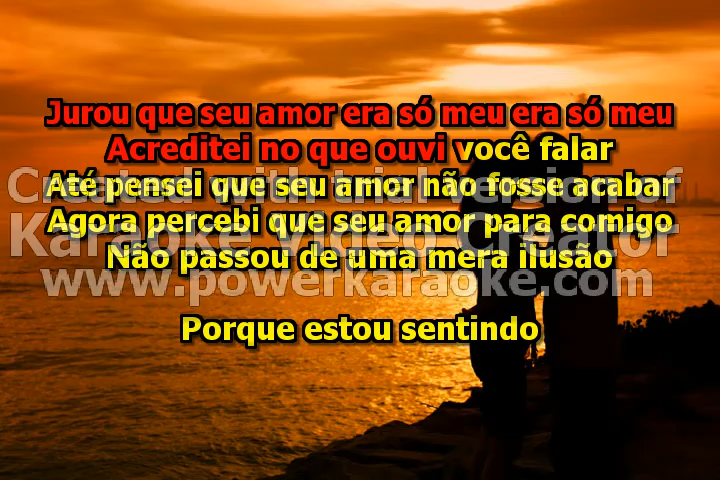 Jurou que seu amor era só meu era só meu
Acreditei no que ouvi você falar
Até pensei que seu amor não fosse acabar
Created with trial version of
Agora percebi que seu amor para comigo
Karaoke Video Creator
Não passou de uma mera ilusão
www.powerkaraoke.com
Porque estou sentindo